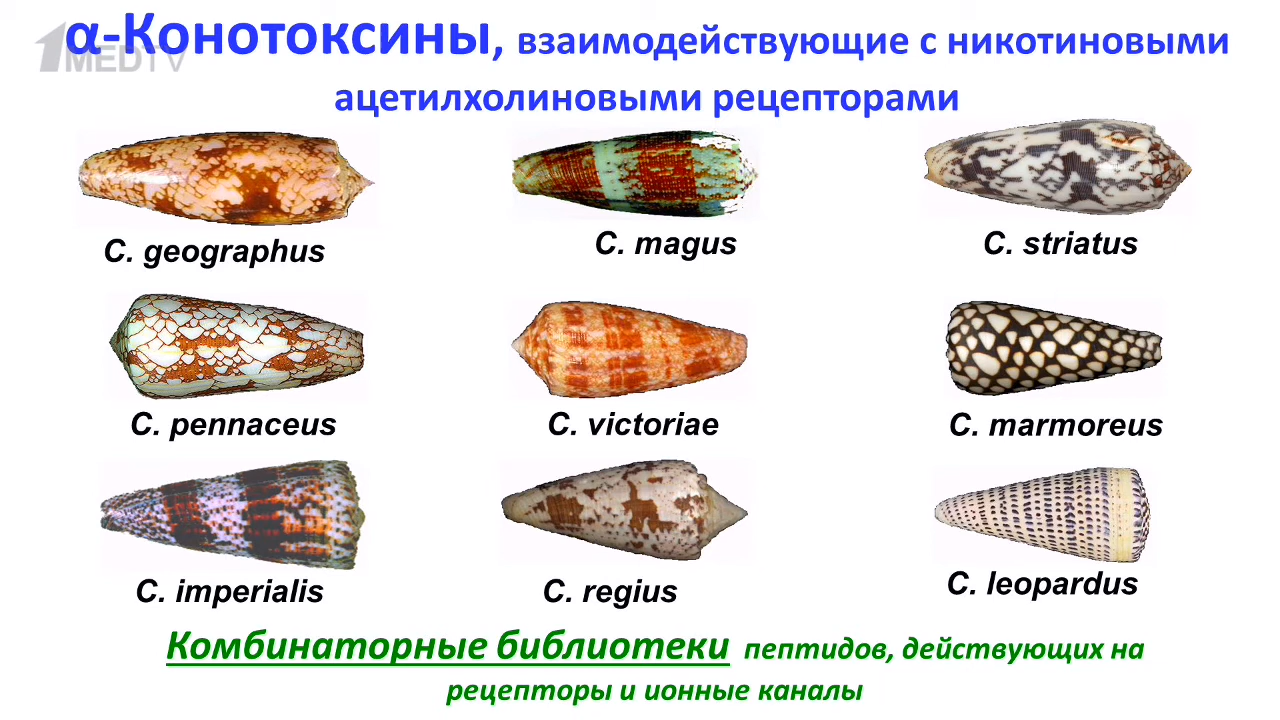 α-Конотоксины, взаимодействующие с никотиновыми
ацетилхолиновыми рецепторами
1MEDTV
C. geographus
C. magus
C. striatus
C. pennaceus
C. victoriae
C. marmoreus
C. imperialis
C. regius
C. leopardus
Комбинаторные библиотеки пептидов, действующих на
рецепторы и ионные каналы